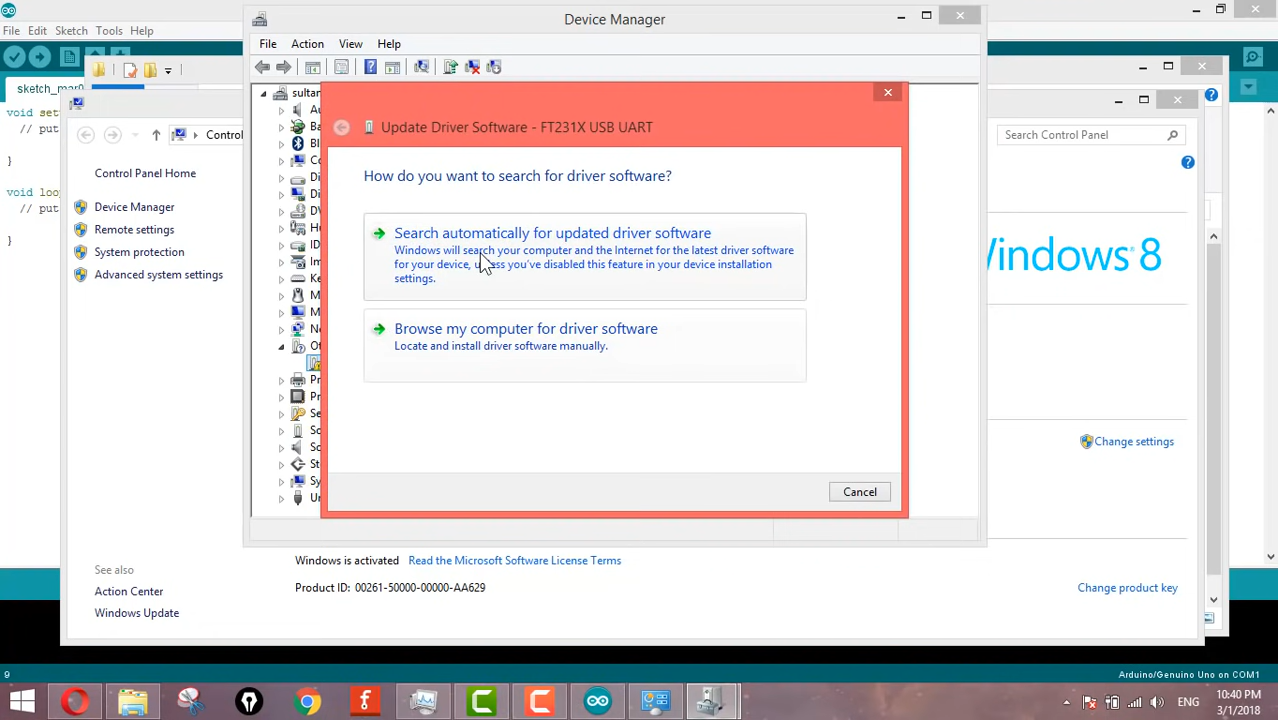 Device Manager
File Edit Sketch Tools Help
File Action View Help
sketch_mar0
void set
// put
}
void loo
// put
}
sultan
Update Driver Software - FT231X USB UART
How do you want to search for driver software?
Search automatically for updated driver software
Windows will search your computer and the Internet for the latest driver software
for your device, unless you've disabled this feature in your device installation
settings.
Browse my computer for driver software
Locate and install driver software manually.
Cancel
Control
Search Control Panel
Control Panel Home
Device Manager
Remote settings
System protection
Advanced system settings
Windows 8
Change settings
Windows is activated Read the Microsoft Software License Terms
Product ID: 00261-50000-00000-AA629
Change product key
See also
Action Center
Windows Update
9
Arduino/Genuino Uno on COM1
ENG
10:40 PM
3/1/2018